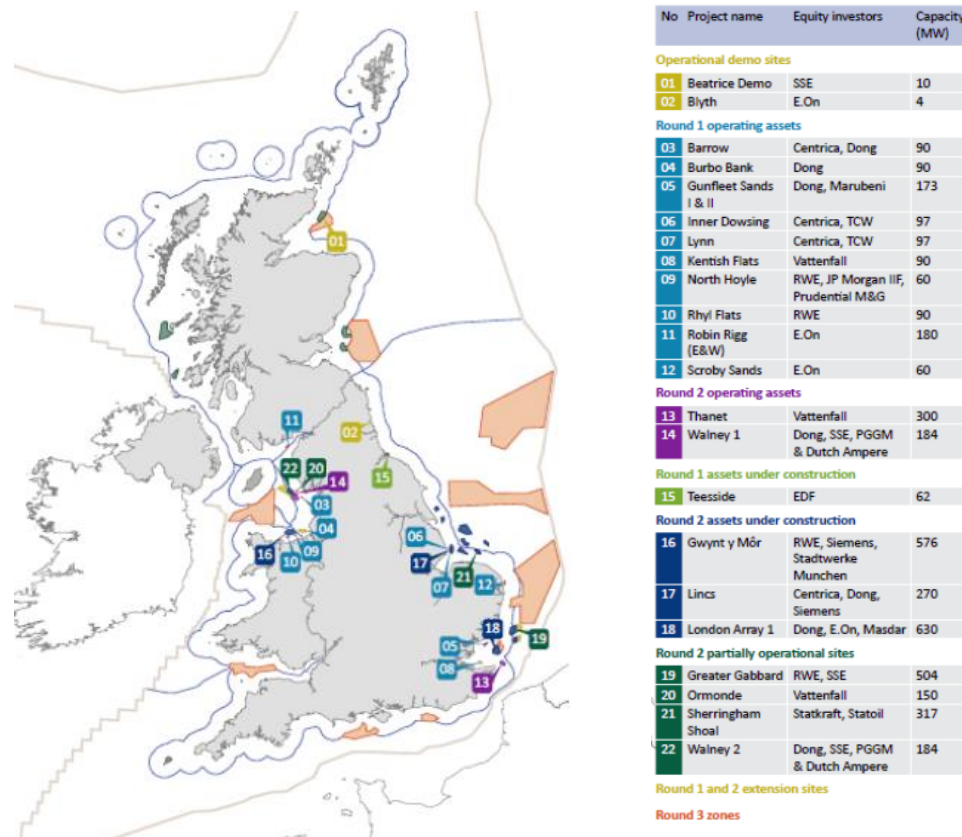 No Project name Equity investors Capacity
(MW)
Operational demo sites
01 Beatrice Demo SSE 10
02 Blyth E.On 4
Round 1 operating assets
03 Barrow Centrica, Dong 90
04 Burbo Bank Dong 90
05 Gunfleet Sands Dong, Marubeni 173
I & II
06 Inner Dowsing Centrica, TCW 97
07 Lynn Centrica, TCW 97
08 Kentish Flats Vattenfall 90
09 North Hoyle RWE, JP Morgan IIF, 60
Prudential M&G
10 Rhyl Flats RWE 90
11 Robin Rigg E.On 180
(E&W)
12 Scroby Sands E.On 60
Round 2 operating assets
13 Thanet Vattenfall 300
14 Walney 1 Dong, SSE, PGGM 184
& Dutch Ampere
Round 1 assets under construction
15 Teesside EDF 62
Round 2 assets under construction
16 Gwynt y Môr RWE, Siemens, 576
Stadtwerke
Munchen
17 Lincs Centrica, Dong, 270
Siemens
18 London Array 1 Dong, E.On, Masdar 630
Round 2 partially operational sites
19 Greater Gabbard RWE, SSE 504
20 Ormonde Vattenfall 150
21 Sherringham Statkraft, Statoil 317
Shoal
22 Walney 2 Dong, SSE, PGGM 184
& Dutch Ampere
Round 1 and 2 extension sites
Round 3 zones
01
11
02
22 20
14
15
03
04
16
10
09
06
17
07
21
12
18
05
19
08
13